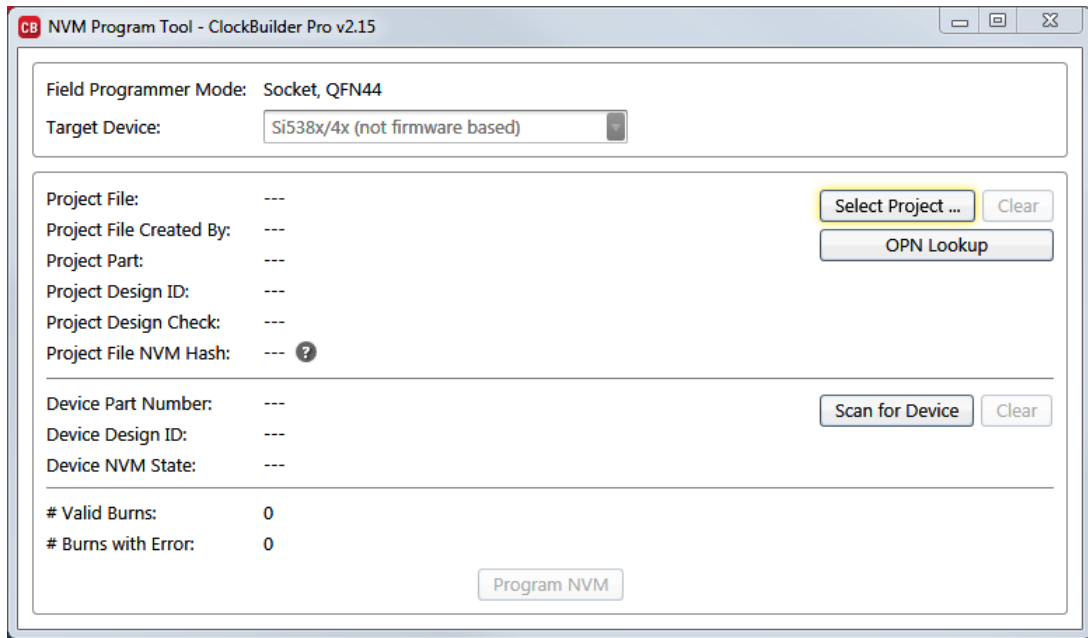 CB NVM Program Tool - ClockBuilder Pro v2.15
Field Programmer Mode: Socket, QFN44
Target Device: Si538x/4x (not firmware based)
Project File: --- Select Project ... Clear
Project File Created By: ---
OPN Lookup
Project Part: ---
Project Design ID: ---
Project Design Check: ---
Project File NVM Hash: --- ?
Device Part Number: --- Scan for Device Clear
Device Design ID: ---
Device NVM State: ---
# Valid Burns: 0
# Burns with Error: 0
Program NVM